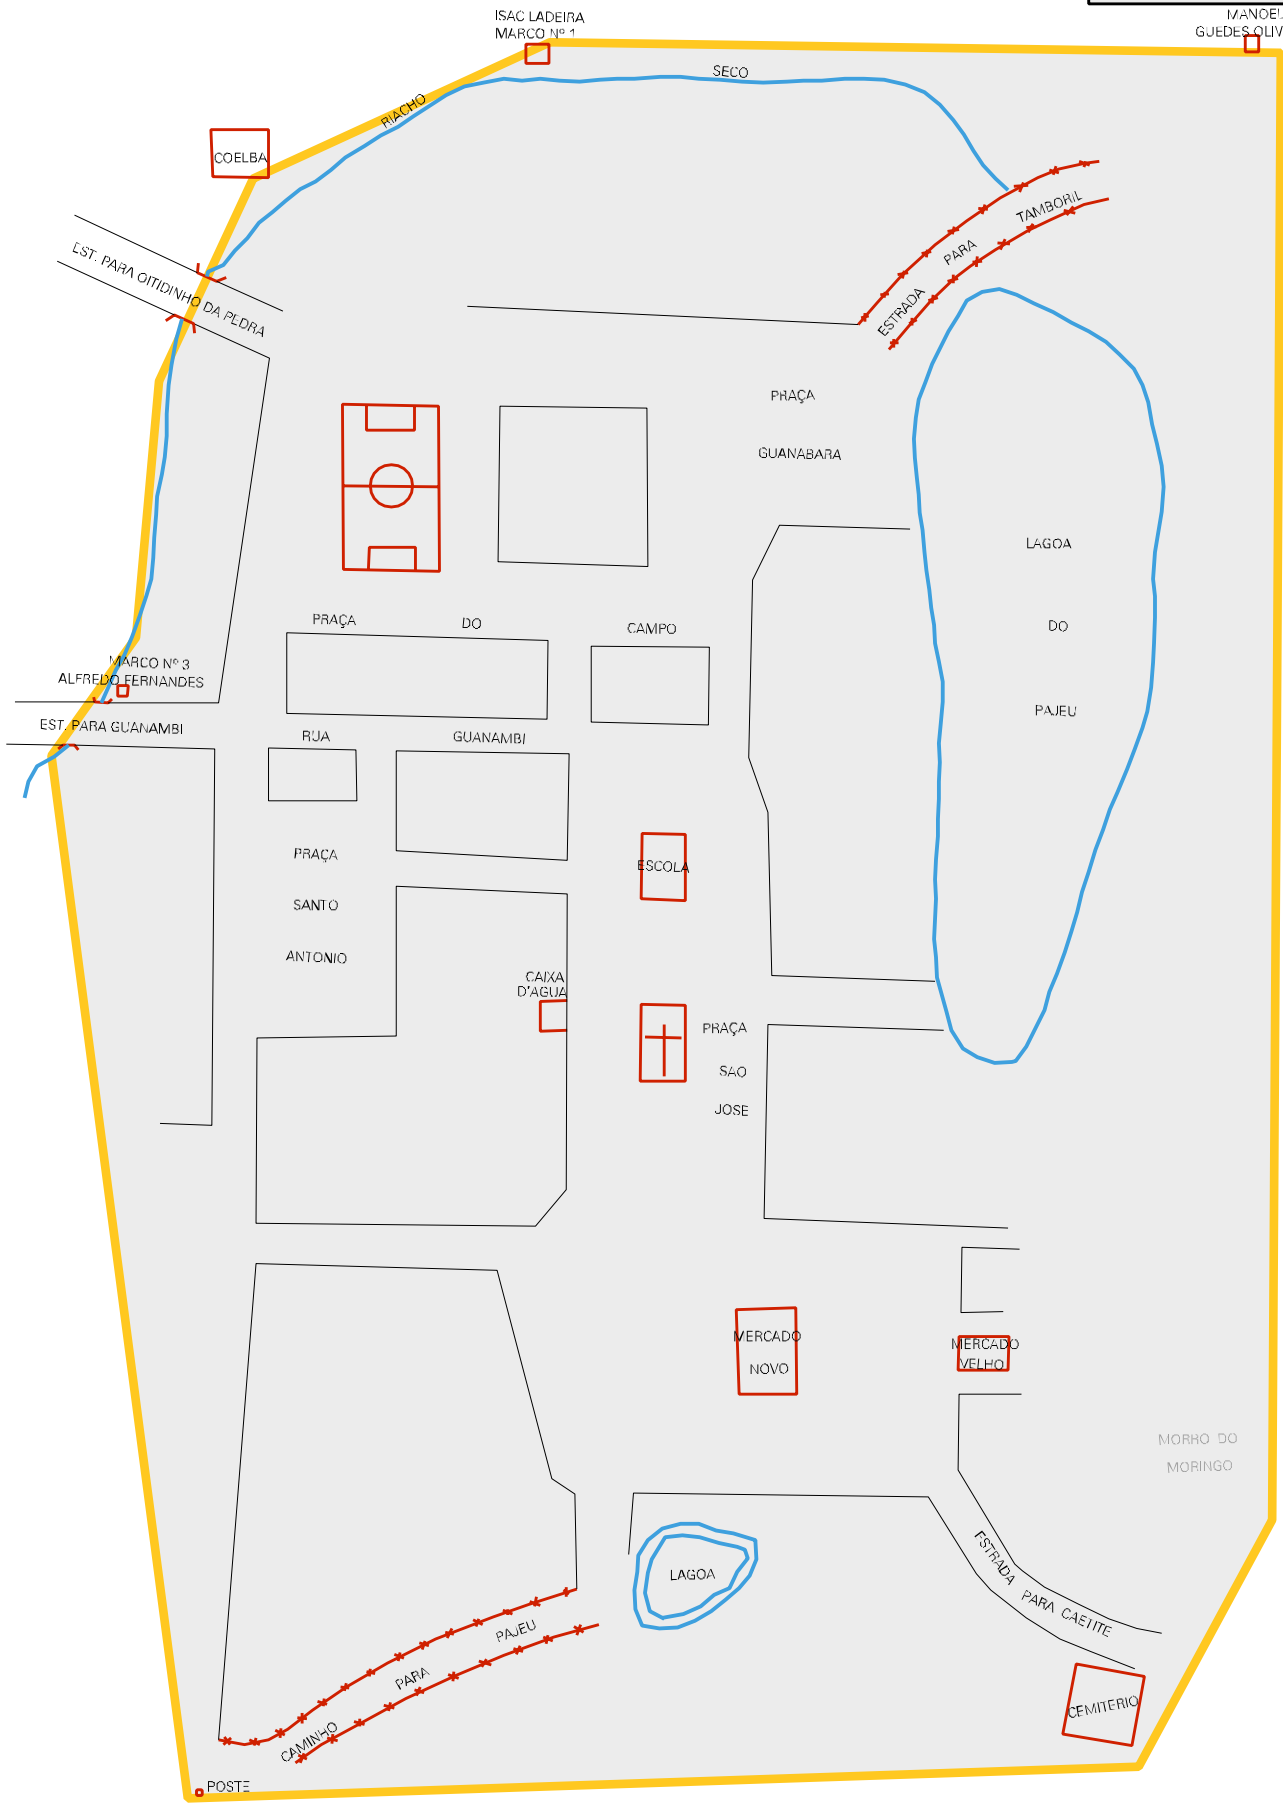 ISAC LADEIRA
MARCO Nº 1
MANOEL
GUEDES OLIV
SECO
RIACHO
COELBA
EST. PARA OITIDINHO DA PEDRA
ESTRADA PARA TAMBORIL
PRAÇA
GUANABARA
LAGOA
DO
PAJEU
PRAÇA DO CAMPO
MARCO Nº 3
ALFREDO FERNANDES
EST. PARA GUANAMBI
RUA GUANAMBI
PRAÇA
SANTO
ANTONIO
ESCOLA
CAIXA
D'AGUA
PRAÇA
SAO
JOSE
MERCADO
NOVO
MERCADO
VELHO
MORRO DO
MORINGO
LAGOA
ESTRADA PARA CAETITE
CAMINHO PARA PAJEU
CEMITERIO
POSTE